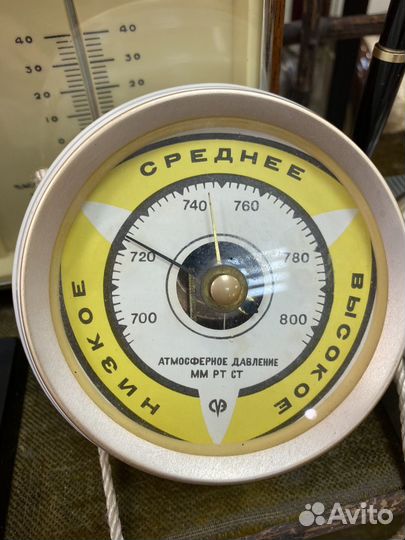 40 40
30 30
20 20
СРЕДНЕЕ
НИЗКОЕ
ВЫСОКОЕ
740 760
720 780
700 800
АТМОСФЕРНОЕ ДАВЛЕНИЕ
ММ РТ СТ
Avito